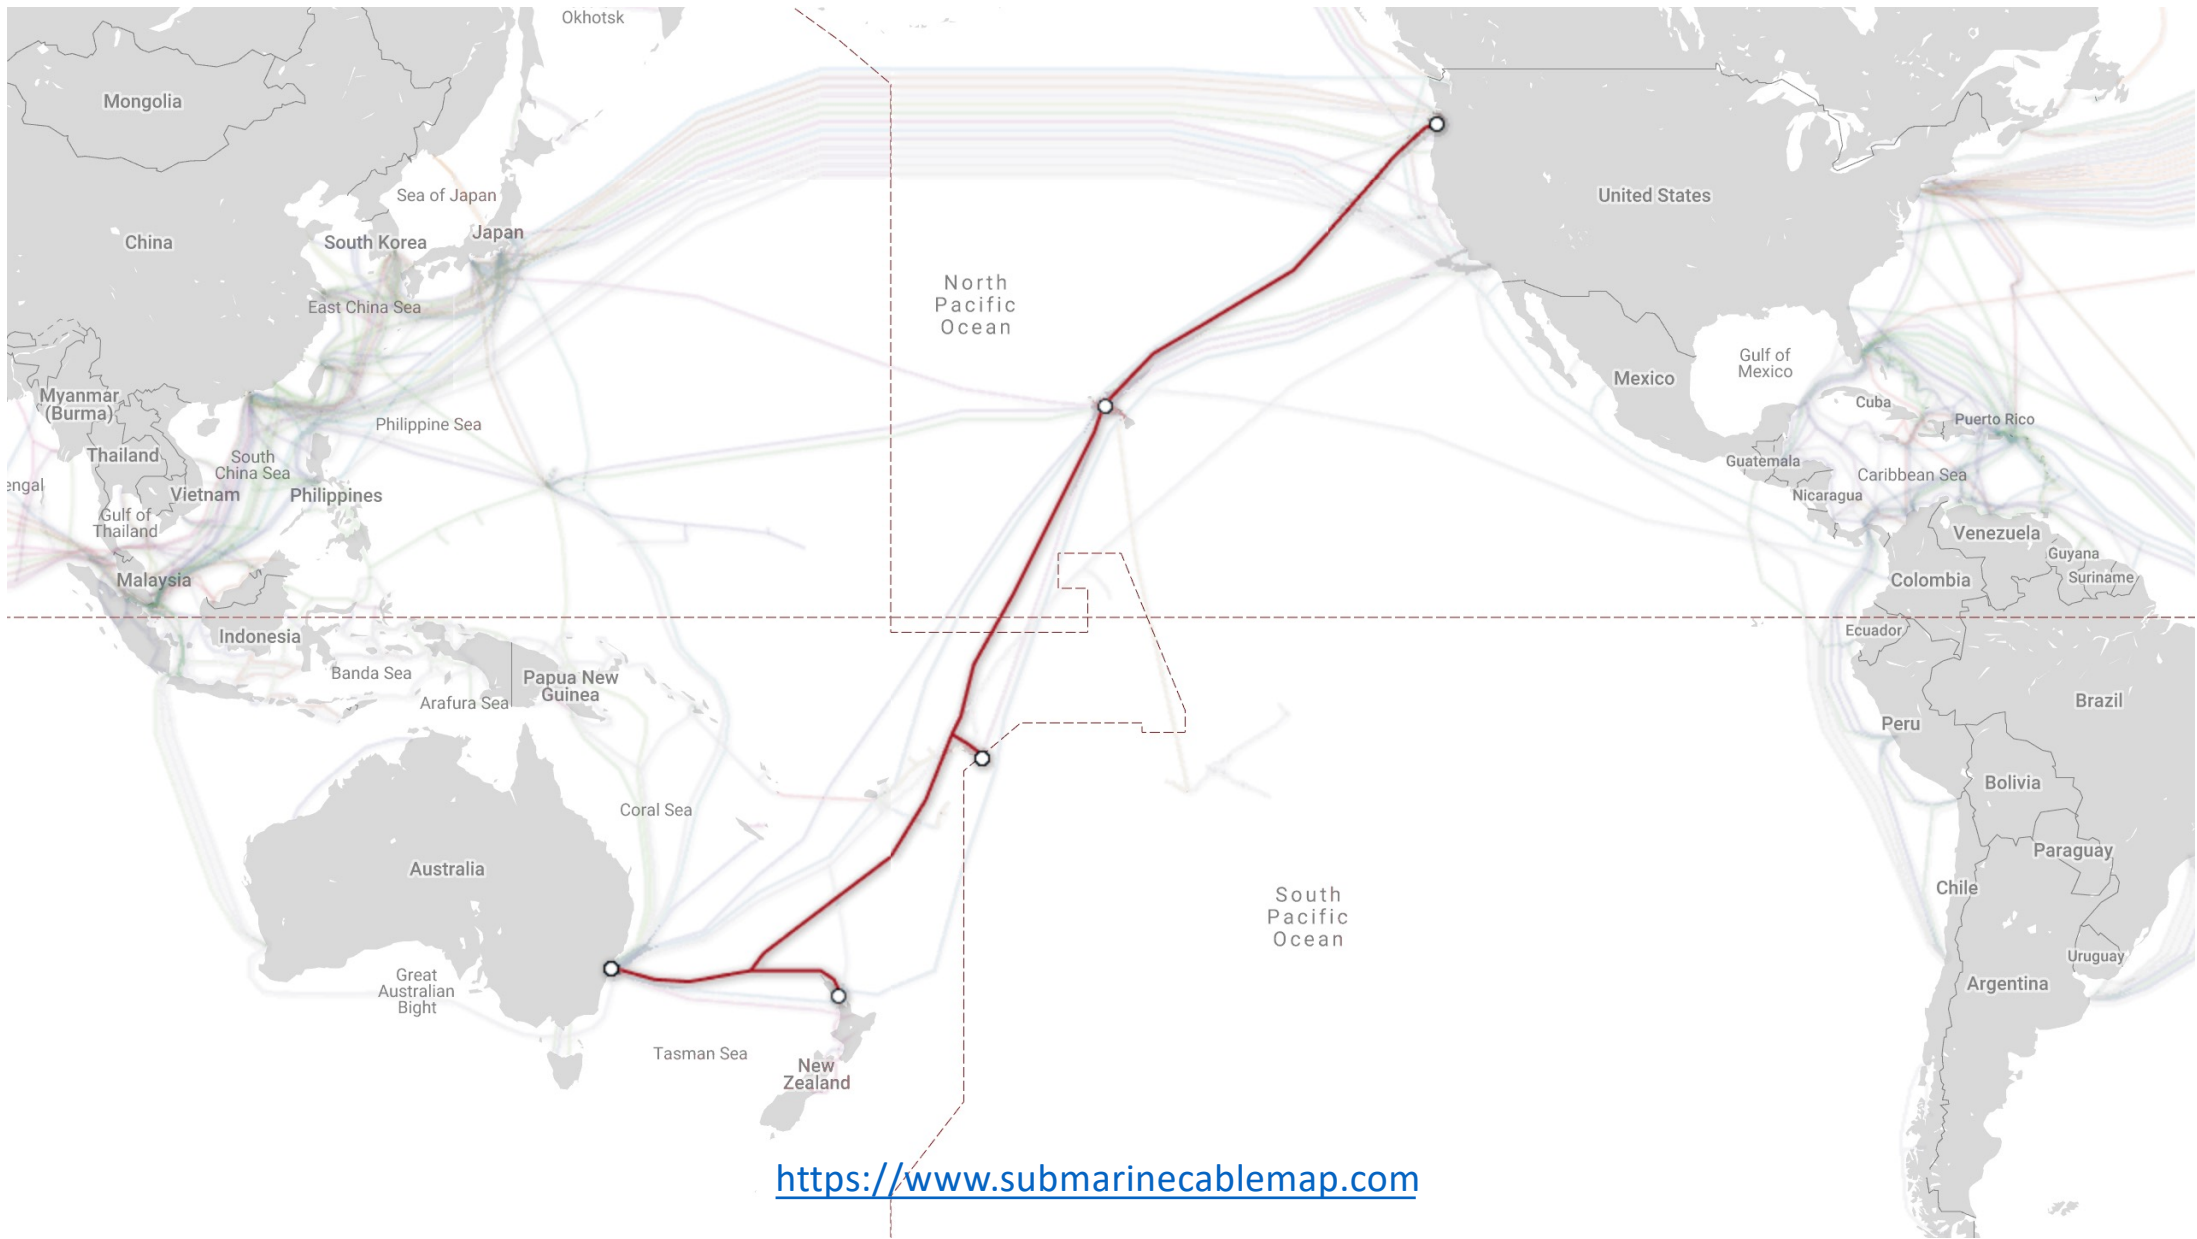 Okhotsk
Mongolia
Sea of Japan
United States
Japan
South Korea
China
North
Pacific
Ocean
East China Sea
Gulf of
Mexico
Mexico
Myanmar
(Burma)
Cuba
Puerto Rico
Philippine Sea
Thailand
South
China Sea
Guatemala
Caribbean Sea
engal
Vietnam
Philippines
Nicaragua
Gulf of
Thailand
Venezuela
Guyana
Malaysia
Colombia
Suriname
Indonesia
Ecuador
Banda Sea
Papua New
Guinea
Arafura Sea
Brazil
Peru
Bolivia
Coral Sea
Paraguay
Australia
Chile
South
Pacific
Ocean
Uruguay
Great
Australian
Bight
Argentina
Tasman Sea
New
Zealand
https://www.submarinecablemap.com